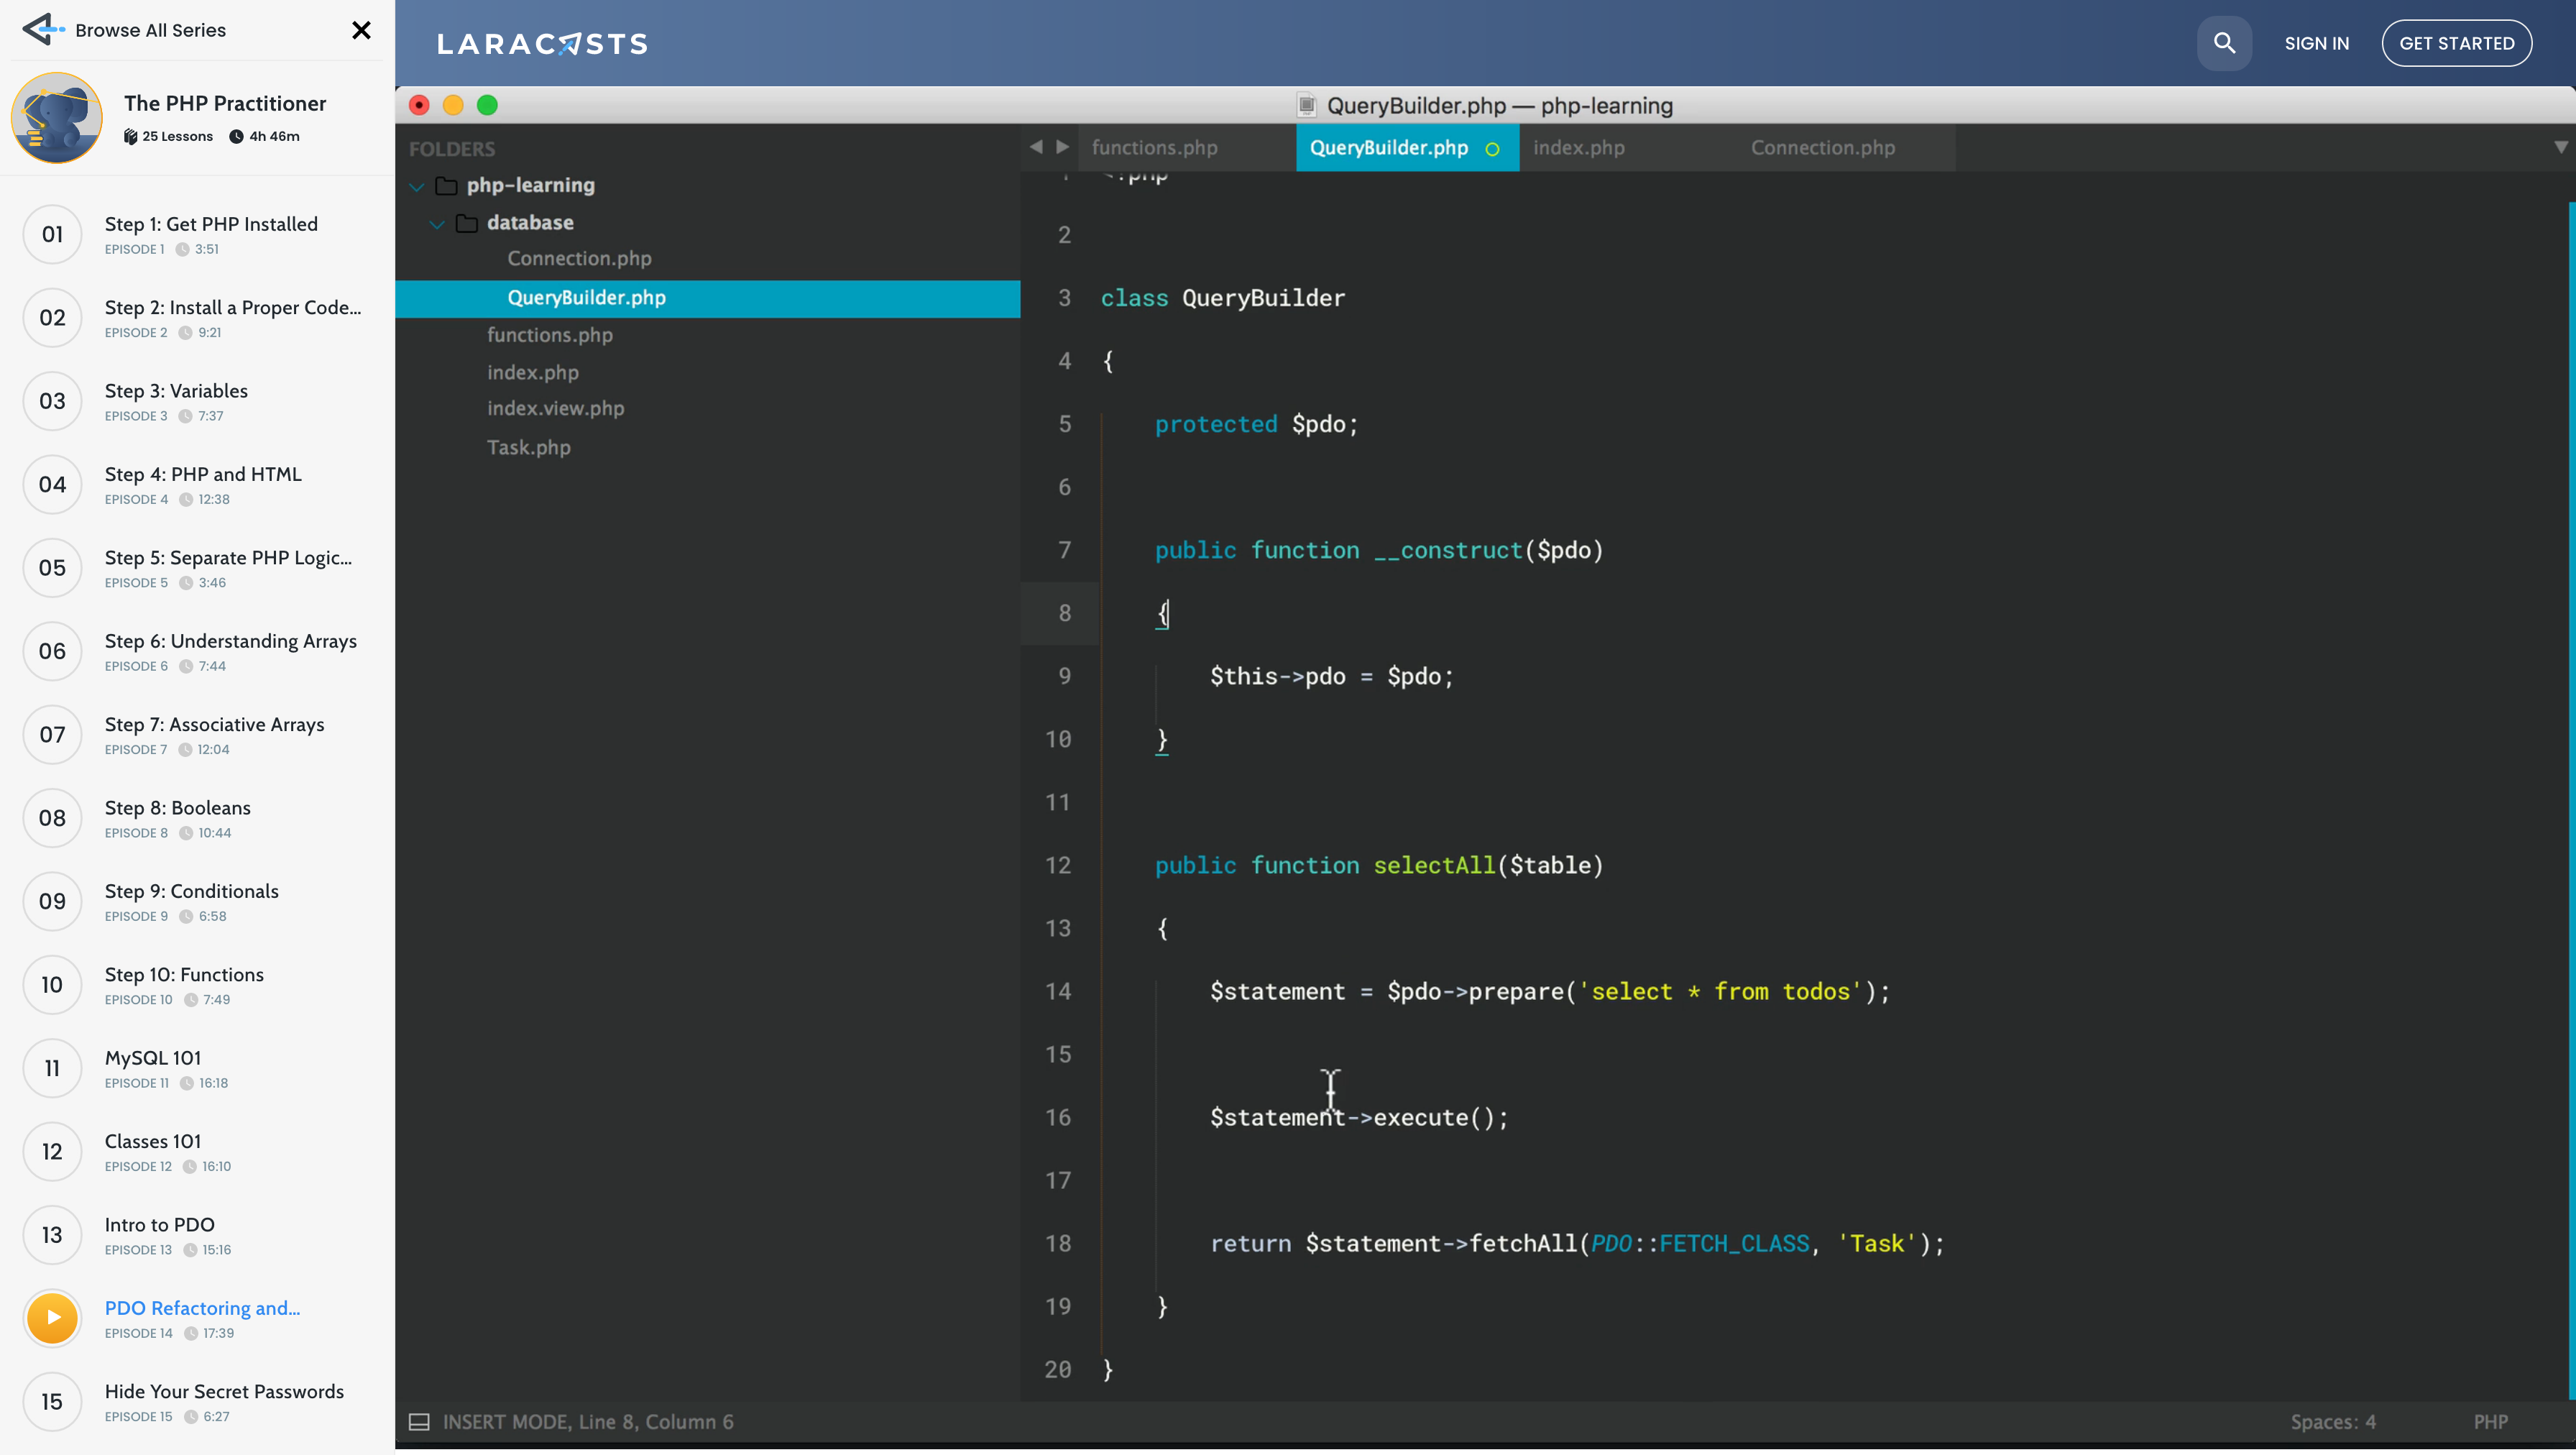 Browse All Series
The PHP Practitioner
25 Lessons 4h 46m
01 Step 1: Get PHP Installed
EPISODE 1 3:51
02 Step 2: Install a Proper Code...
EPISODE 2 9:21
03 Step 3: Variables
EPISODE 3 7:37
04 Step 4: PHP and HTML
EPISODE 4 12:38
05 Step 5: Separate PHP Logic...
EPISODE 5 3:46
06 Step 6: Understanding Arrays
EPISODE 6 7:44
07 Step 7: Associative Arrays
EPISODE 7 12:04
08 Step 8: Booleans
EPISODE 8 10:44
09 Step 9: Conditionals
EPISODE 9 6:58
10 Step 10: Functions
EPISODE 10 7:49
11 MySQL 101
EPISODE 11 16:18
12 Classes 101
EPISODE 12 16:10
13 Intro to PDO
EPISODE 13 15:16
PDO Refactoring and...
EPISODE 14 17:39
15 Hide Your Secret Passwords
EPISODE 15 6:27
LARACASTS
SIGN IN GET STARTED
QueryBuilder.php — php-learning
FOLDERS
php-learning
database
Connection.php
QueryBuilder.php
functions.php
index.php
index.view.php
Task.php
functions.php QueryBuilder.php index.php Connection.php
1 <?php
2
3 class QueryBuilder
4 {
5 protected $pdo;
6
7 public function __construct($pdo)
8 {
9 $this->pdo = $pdo;
10 }
11
12 public function selectAll($table)
13 {
14 $statement = $pdo->prepare('select * from todos');
15
16 $statement->execute();
17
18 return $statement->fetchAll(PDO::FETCH_CLASS, 'Task');
19 }
20 }
INSERT MODE, Line 8, Column 6 Spaces: 4 PHP